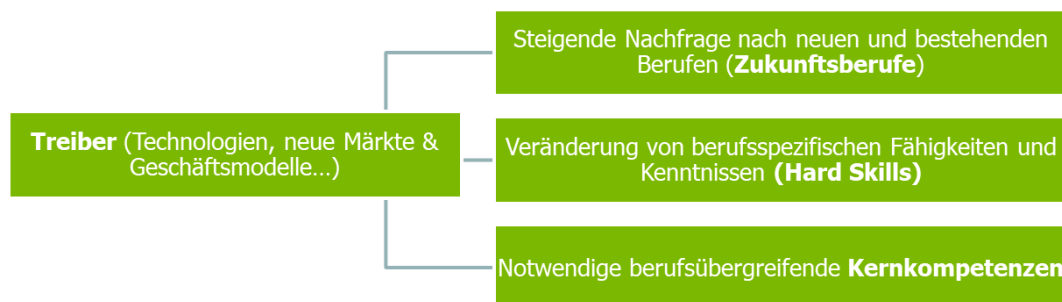 Steigende Nachfrage nach neuen und bestehenden
Berufen (Zukunftsberufe)
Treiber (Technologien, neue Märkte &
Geschäftsmodelle...)
Veränderung von berufsspezifischen Fähigkeiten und
Kenntnissen (Hard Skills)
Notwendige berufsübergreifende Kernkompetenzen